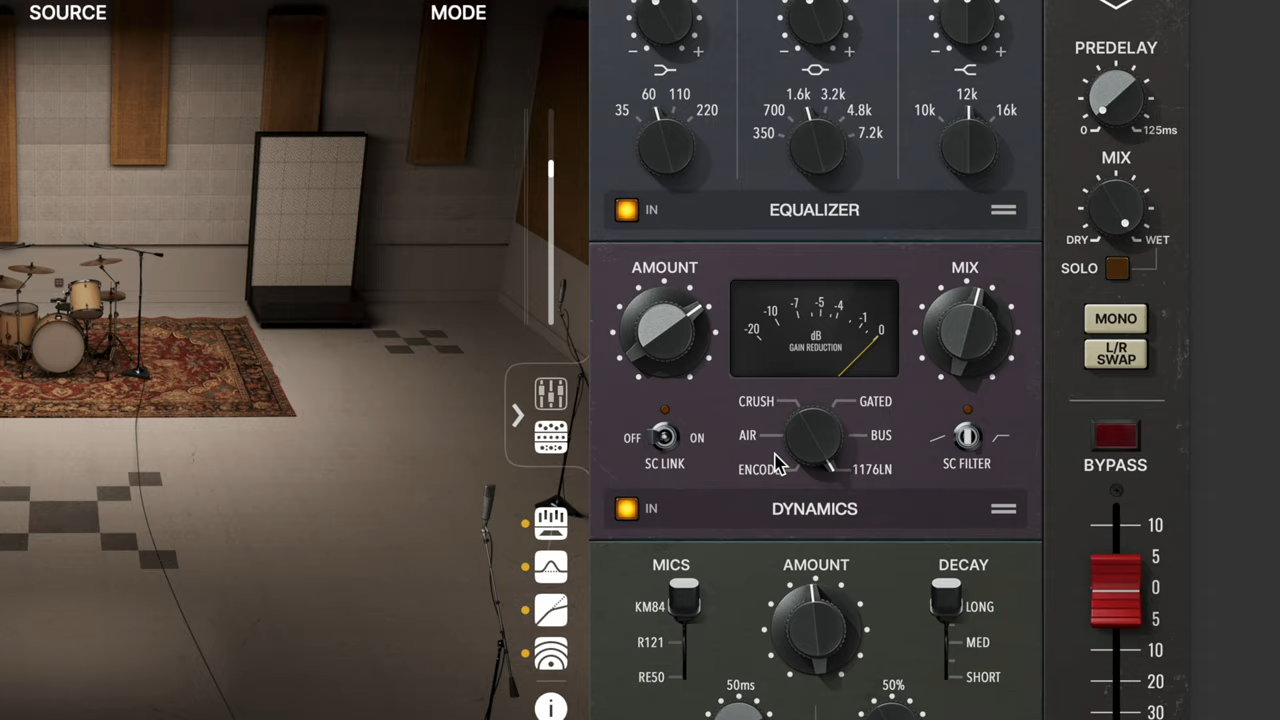 SOURCE
MODE
− +
− +
− +
60 110
35 220
1.6k 3.2k
700 4.8k
350 7.2k
12k
10k 16k
IN EQUALIZER
AMOUNT
MIX
-20 -10 -7 -5 -4 -1 0
dB
GAIN REDUCTION
CRUSH GATED
AIR BUS
1176LN
OFF ON
SC LINK
SC FILTER
IN DYNAMICS
MICS
AMOUNT
DECAY
KM84
R121
RE50
LONG
MED
SHORT
50ms
50%
PREDELAY
0 125ms
MIX
DRY WET
SOLO
MONO
L/R
SWAP
BYPASS
10
5
0
5
10
20
30
i